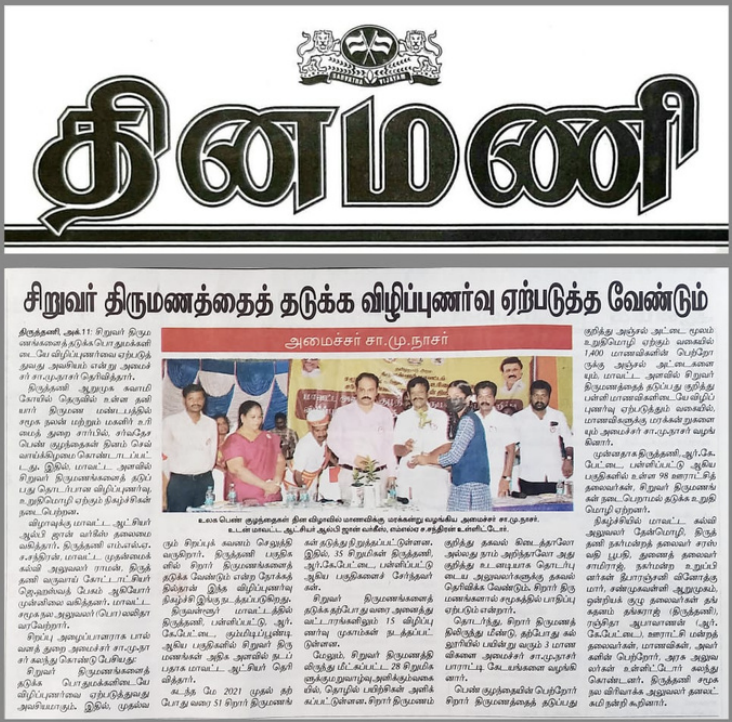 SARVATRA VIJAYAM
தினமணி
சிறுவர் திருமணத்தைத் தடுக்க விழிப்புணர்வு ஏற்படுத்த வேண்டும்
அமைச்சர் சா.மு.நாசர்
திருத்தணி, அக்.11: சிறுவர் திரும
ணங்களைத் தடுக்க பொதுமக்களி
டையே விழிப்புணர்வை ஏற்படுத்
துவது அவசியம் என்று அமைச்
சர் சா.மு.நாசர் தெரிவித்தார்.
திருத்தணி ஆறுமுக சுவாமி
கோயில் தெருவில் உள்ள தனி
யார் திருமண மண்டபத்தில்
சமூக நலன் மற்றும் மகளிர் உரி
மைத் துறை சார்பில், சர்வதேச
பெண் குழந்தைகள் தினம் செவ்
வாய்க்கிழமை கொண்டாடப்பட்
டது. இதில், மாவட்ட அளவில்
சிறுவர் திருமணங்களைத் தடுப்
பது தொடர்பான விழிப்புணர்வு,
உறுதிமொழி ஏற்கும் நிகழ்ச்சிகள்
நடைபெற்றன.
விழாவுக்கு மாவட்ட ஆட்சியர்
ஆல்பி ஜான் வர்கீஸ் தலைமை
வகித்தார். திருத்தணி எம்எல்ஏ
ச.சந்திரன், மாவட்ட முதன்மைக்
கல்வி அலுவலர் ராமன், திருத்
தணி வருவாய் கோட்டாட்சியர்
ஹஸ்ரத் பேகம் ஆகியோர்
முன்னிலை வகித்தனர். மாவட்ட
சமூக நல அலுவலர் (பொ) லலிதா
வரவேற்றார்.
சிறப்பு அழைப்பாளராக பால்
வளத் துறை அமைச்சர் சா.மு.நா
சர் கலந்து கொண்டு பேசியது:
சிறுவர் திருமணங்களைத்
தடுக்க பொதுமக்களிடையே
விழிப்புணர்வை ஏற்படுத்துவது
அவசியமாகும். இதில், முதல்வ
உலக பெண் குழந்தைகள் தின விழாவில் மாணவிக்கு மரக்கன்று வழங்கிய அமைச்சர் சா.மு.நாசர்.
உடன் மாவட்ட ஆட்சியர் ஆல்பி ஜான் வர்கீஸ், எம்எல்ஏ ச.சந்திரன் உள்ளிட்டோர்.
ரும் சிறப்புக் கவனம் செலுத்தி
வருகிறார். திருத்தணி பகுதிக
ளில் சிறார் திருமணங்களைத்
தடுக்க வேண்டும் என்ற நோக்கத்
தில்தான் இந்த விழிப்புணர்வு
நிகழ்ச்சி இங்கு நடத்தப்படுகிறது.
திருவள்ளூர் மாவட்டத்தில்
திருத்தணி, பள்ளிப்பட்டு, ஆர்.
கே.பேட்டை, கும்மிடிப்பூண்டி
ஆகிய பகுதிகளில் சிறுவர் திரு
மணங்கள் அதிக அளவில் நடப்
பதாக மாவட்ட ஆட்சியர் தெரி
வித்தார்.
கடந்த மே 2021 முதல் தற்
போது வரை 51 சிறார் திருமணங்
கள் தடுத்து நிறுத்தப்பட்டுள்ளன.
இதில், 35 சிறுமிகள் திருத்தணி,
ஆர்.கே.பேட்டை, பள்ளிப்பட்டு
ஆகிய பகுதிகளைச் சேர்ந்தவர்
கள்.
சிறுவர் திருமணங்களைத்
தடுக்க தற்போது வரை அனைத்து
வட்டாரங்களிலும் 15 விழிப்பு
ணர்வு முகாம்கள் நடத்தப்பட்
டுள்ளன.
மேலும், சிறுவர் திருமணத்தி
லிருந்து மீட்கப்பட்ட 28 சிறுமிக
ளுக்கு மறுவாழ்வு அளிக்கும் வகை
யில், தொழில் பயிற்சிகள் அளிக்
கப்பட்டுள்ளன. சிறார் திருமணம்
குறித்து தகவல் கிடைத்தாலோ
அல்லது நாம் அறிந்தாலோ அது
குறித்து உடனடியாக தொடர்பு
டைய அலுவலர்களுக்கு தகவல்
தெரிவிக்க வேண்டும். சிறார் திரு
மணங்களால் சமூகத்தில் பாதிப்பு
ஏற்படும் என்றார்.
தொடர்ந்து, சிறார் திருமணத்
திலிருந்து மீண்டு, தற்போது கல்
லூரியில் பயின்று வரும் 3 மாண
விகளை அமைச்சர் சா.மு.நாசர்
பாராட்டி கேடயங்களை வழங்கி
னார்.
பெண் குழந்தையின் பெற்றோர்
சிறார் திருமணத்தை தடுப்பது
குறித்து அஞ்சல் அட்டை மூலம்
உறுதிமொழி ஏற்கும் வகையில்
1,400 மாணவிகளின் பெற்றோ
ருக்கு அஞ்சல் அட்டைகளை
யும், மாவட்ட அளவில் சிறுவர்
திருமணத்தைத் தடுப்பது குறித்து
பள்ளி மாணவிகளிடையே விழிப்
புணர்வு ஏற்படுத்தும் வகையில்,
மாணவிகளுக்கு மரக்கன்றுகளை
யும் அமைச்சர் சா.மு.நாசர் வழங்
கினார்.
முன்னதாக திருத்தணி, ஆர்.கே.
பேட்டை, பள்ளிப்பட்டு ஆகிய
பகுதிகளில் உள்ள 98 ஊராட்சித்
தலைவர்கள், சிறுவர் திருமணங்
கள் நடைபெறாமல் தடுக்க உறுதி
மொழி ஏற்றனர்.
நிகழ்ச்சியில் மாவட்ட கல்வி
அலுவலர் தேன்மொழி, திருத்
தணி நகர்மன்றத் தலைவர் சரஸ்
வதி பூபதி, துணைத் தலைவர்
சாமிராஜ், நகர்மன்ற உறுப்பி
னர்கள் தீபாரஞ்சனி வினோத்கு
மார், சண்முகவள்ளி ஆறுமுகம்,
ஒன்றியக் குழு தலைவர்கள் தங்
கதனம் தங்கராஜ் (திருத்தணி),
ரஞ்சிதா ஆபாவாணன் (ஆர்.
கே.பேட்டை), ஊராட்சி மன்றத்
தலைவர்கள், மாணவிகள், அவர்
களின் பெற்றோர், அரசு அலுவ
லர்கள் உள்ளிட்டோர் கலந்து
கொண்டனர். திருத்தணி சமூக
நல விரிவாக்க அலுவலர் தனலட்
சுமி நன்றி கூறினார்.